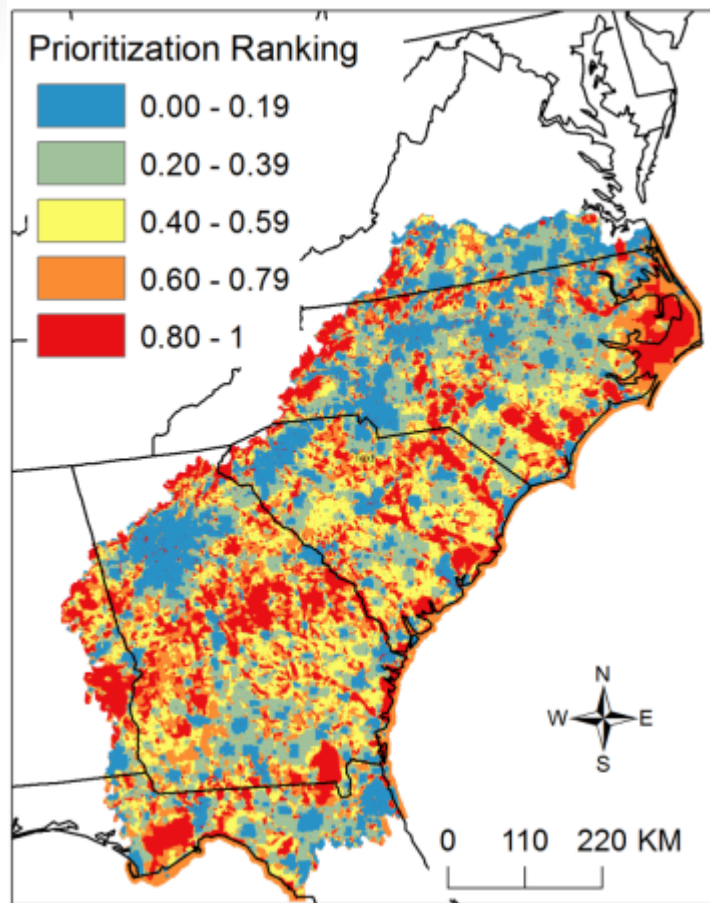 Prioritization Ranking
0.00 - 0.19
0.20 - 0.39
0.40 - 0.59
0.60 - 0.79
0.80 - 1
N
W E
S
0 110 220 KM